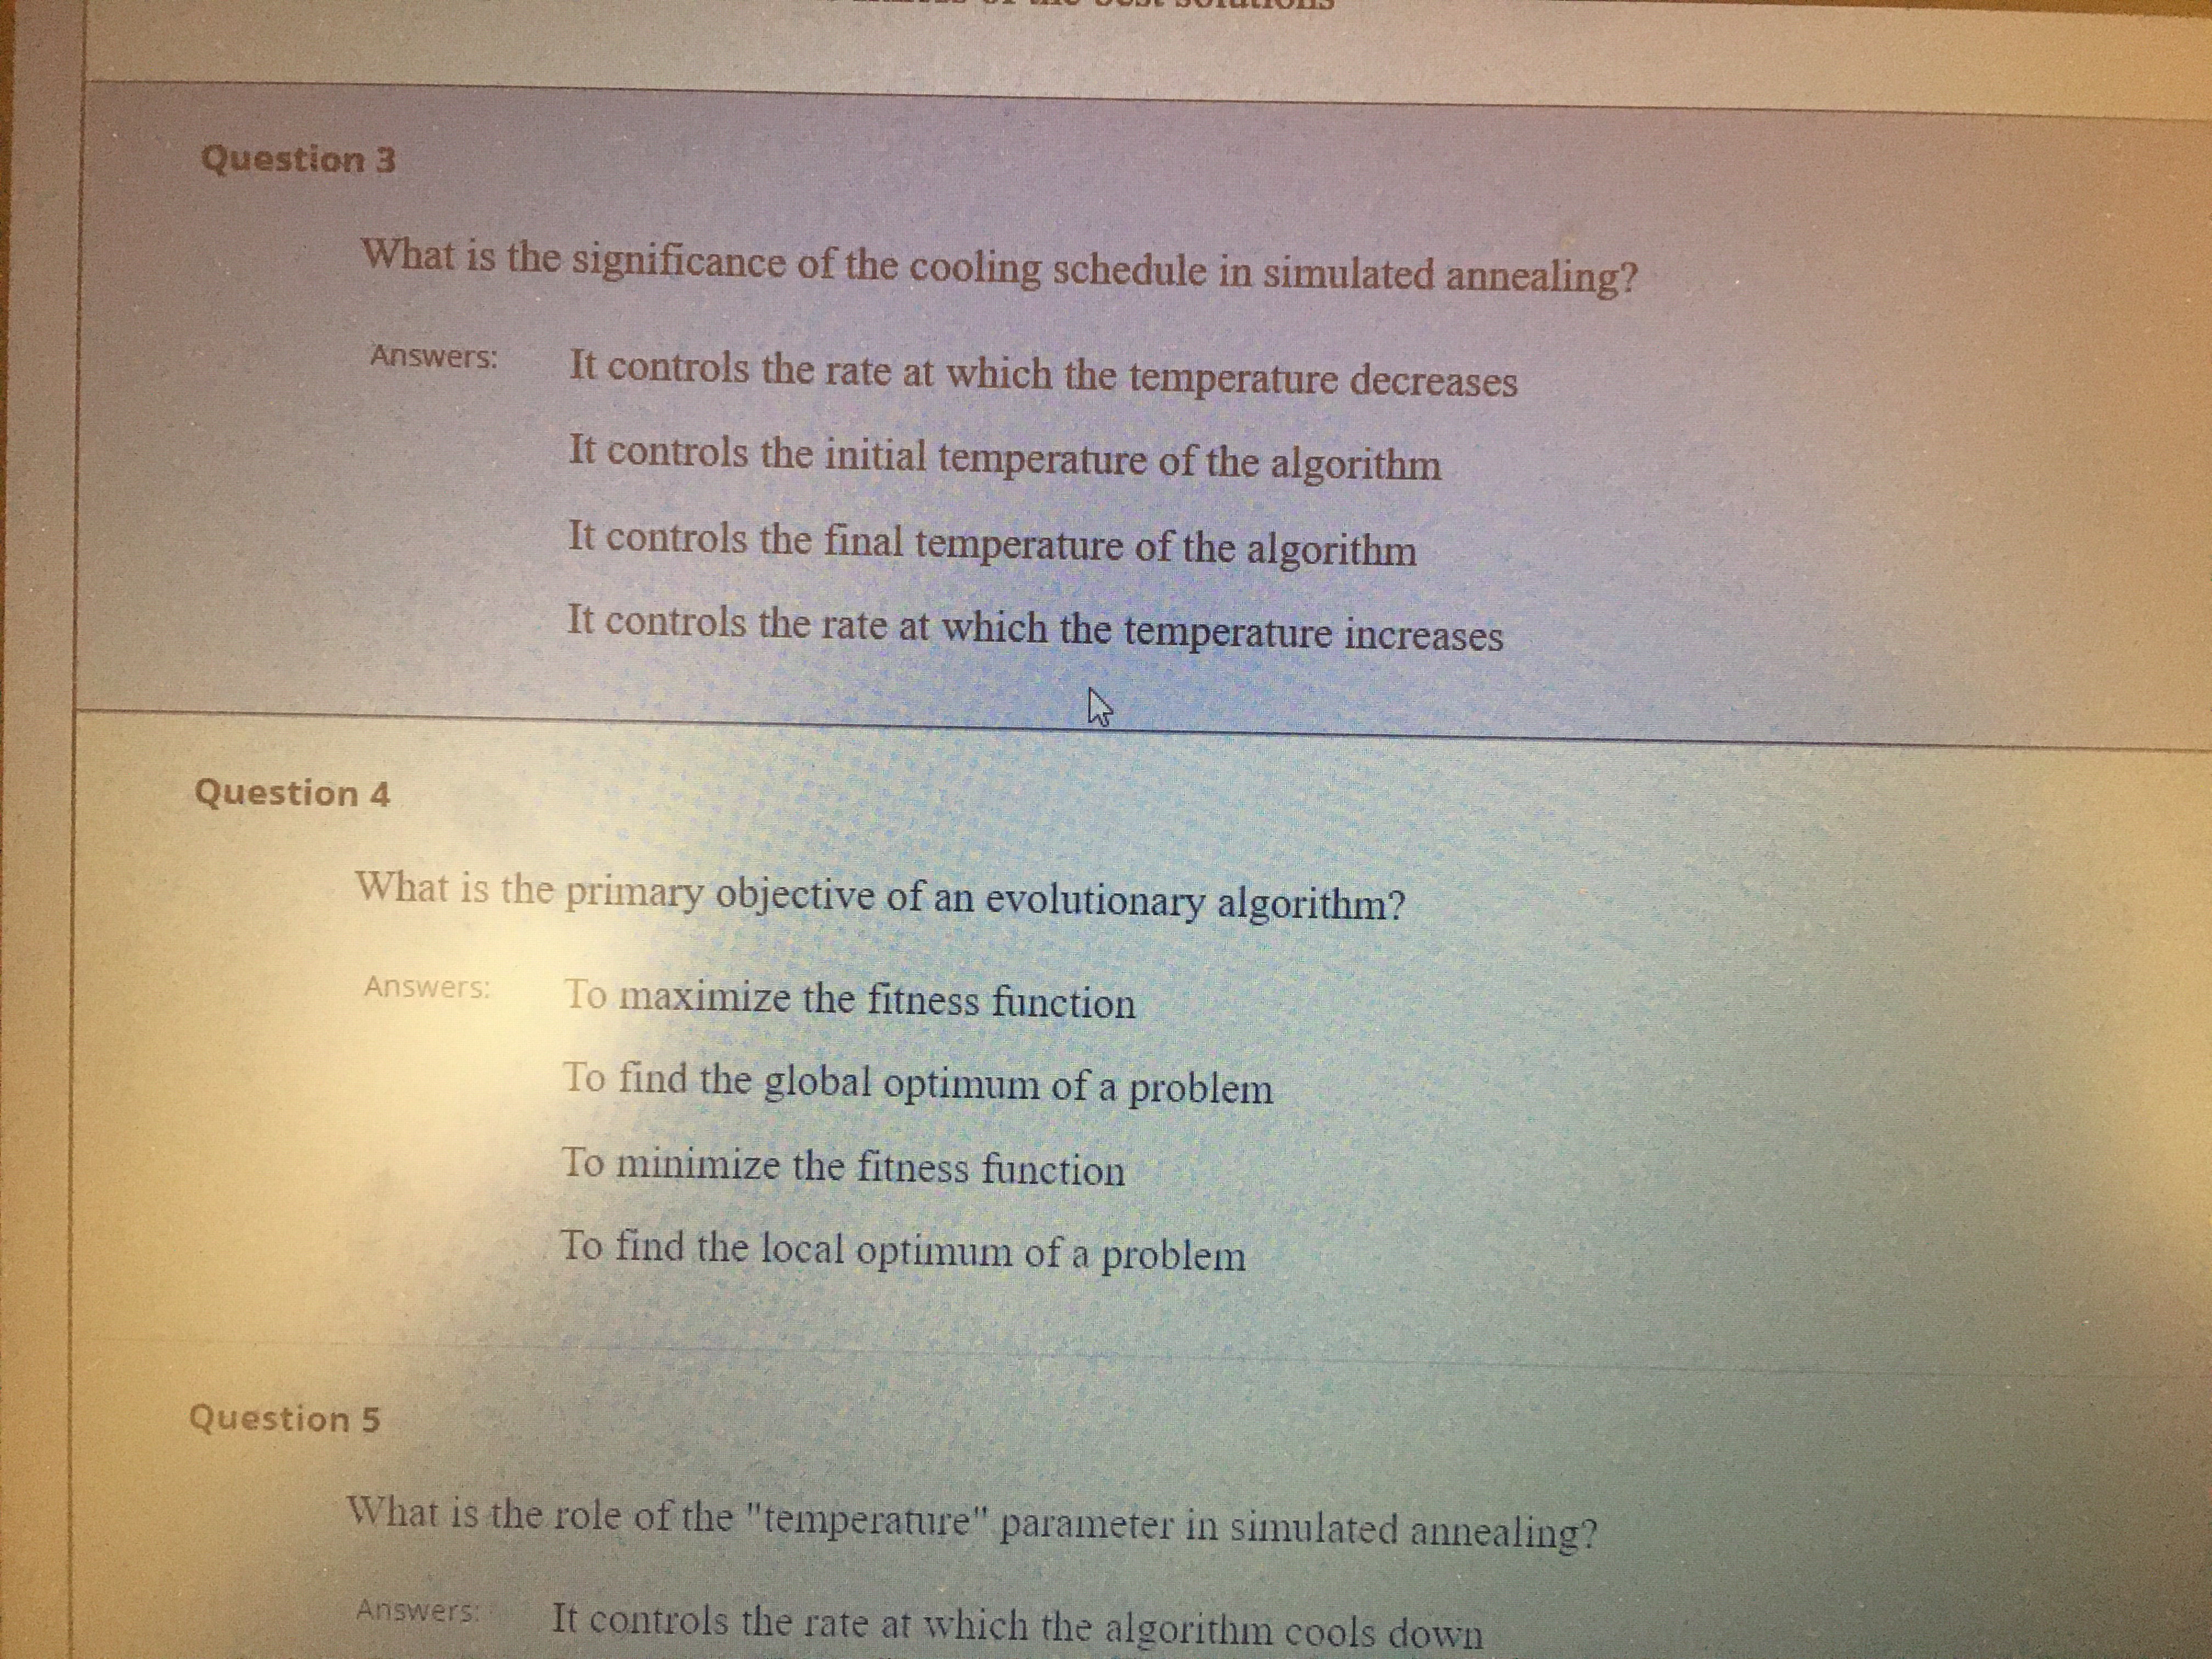 of the best solutions
Question 3
What is the significance of the cooling schedule in simulated annealing?
Answers: It controls the rate at which the temperature decreases
It controls the initial temperature of the algorithm
It controls the final temperature of the algorithm
It controls the rate at which the temperature increases
Question 4
What is the primary objective of an evolutionary algorithm?
Answers: To maximize the fitness function
To find the global optimum of a problem
To minimize the fitness function
To find the local optimum of a problem
Question 5
What is the role of the "temperature" parameter in simulated annealing?
Answers: It controls the rate at which the algorithm cools down